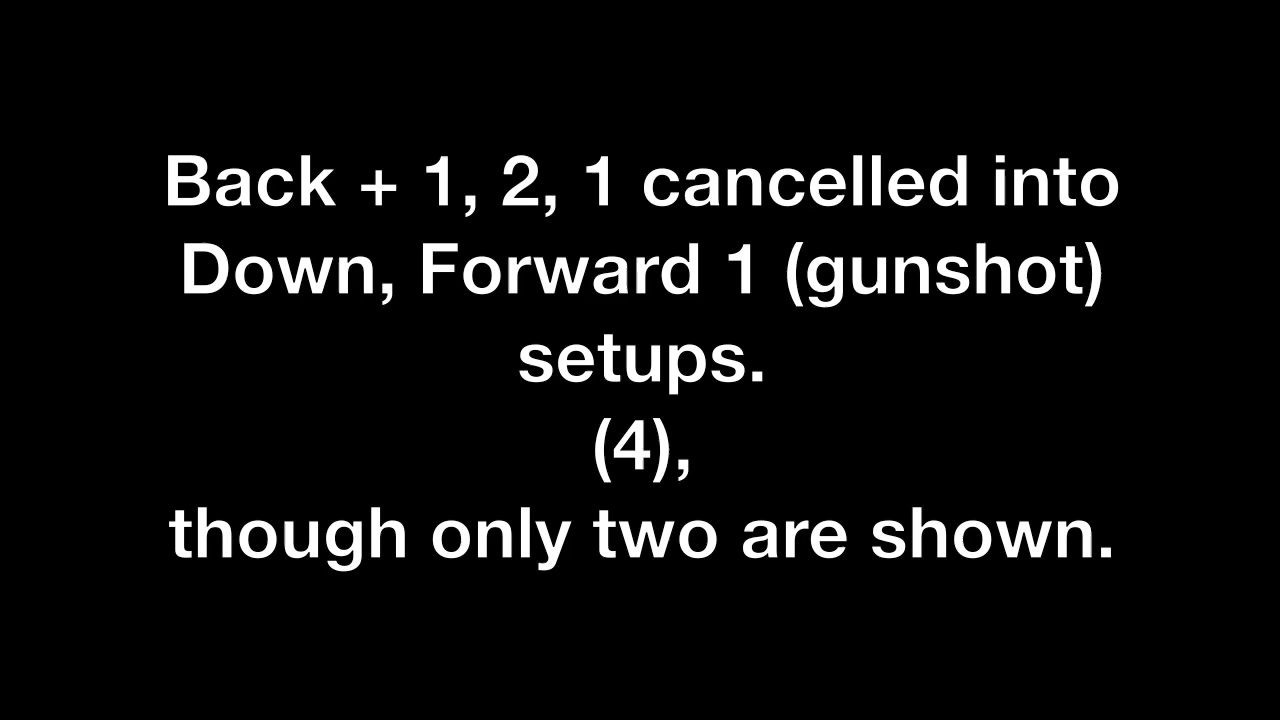 Back + 1, 2, 1 cancelled into
Down, Forward 1 (gunshot)
setups.
(4),
though only two are shown.